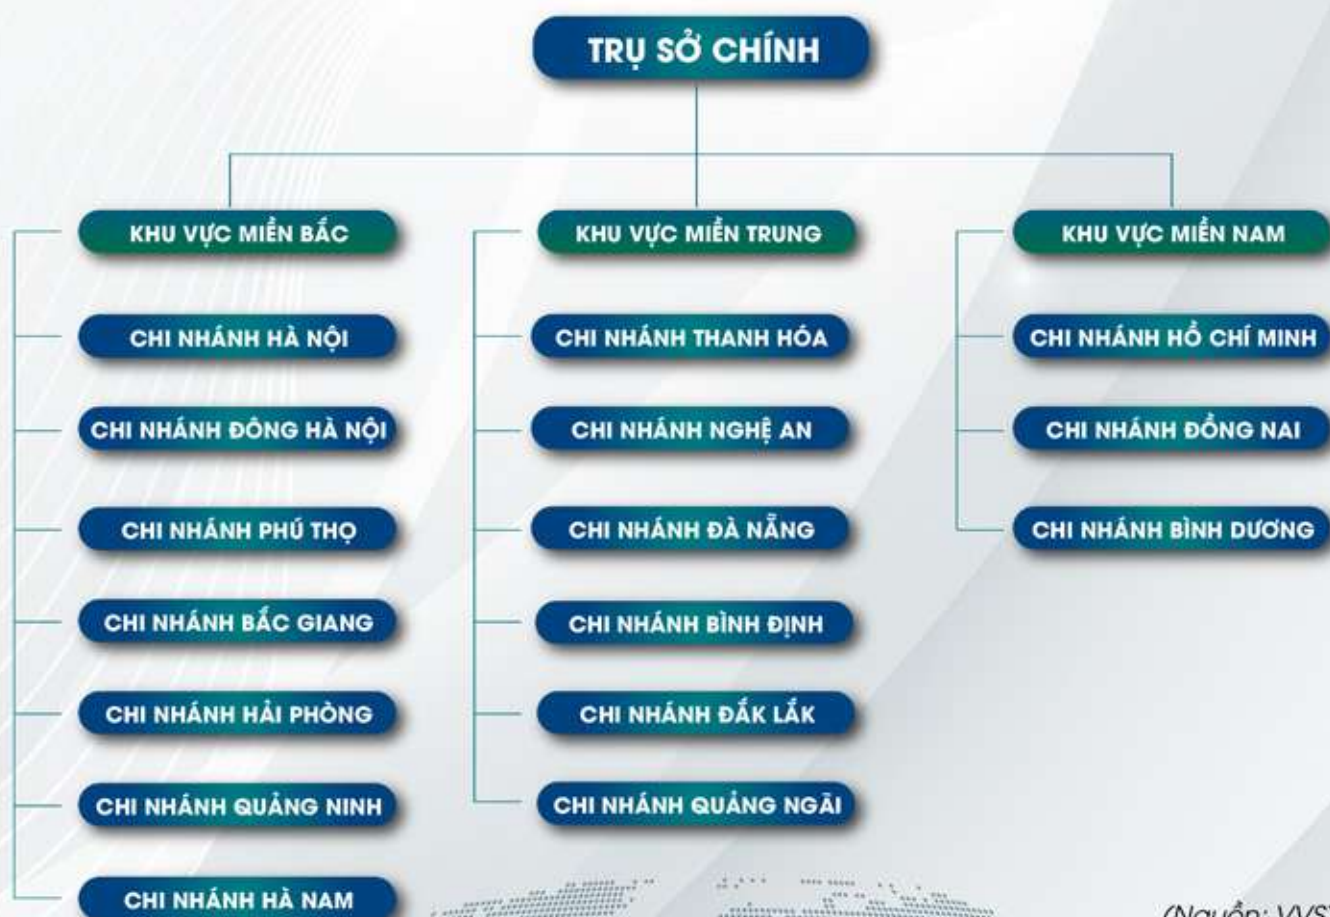 TRỤ SỞ CHÍNH
KHU VỰC MIỀN BẮC
CHI NHÁNH HÀ NỘI
CHI NHÁNH ĐÔNG HÀ NỘI
CHI NHÁNH PHÚ THỌ
CHI NHÁNH BẮC GIANG
CHI NHÁNH HẢI PHÒNG
CHI NHÁNH QUẢNG NINH
CHI NHÁNH HÀ NAM
KHU VỰC MIỀN TRUNG
CHI NHÁNH THANH HÓA
CHI NHÁNH NGHỆ AN
CHI NHÁNH ĐÀ NẴNG
CHI NHÁNH BÌNH ĐỊNH
CHI NHÁNH ĐẮK LẮK
CHI NHÁNH QUẢNG NGÃI
KHU VỰC MIỀN NAM
CHI NHÁNH HỒ CHÍ MINH
CHI NHÁNH ĐỒNG NAI
CHI NHÁNH BÌNH DƯƠNG
(Nguồn: